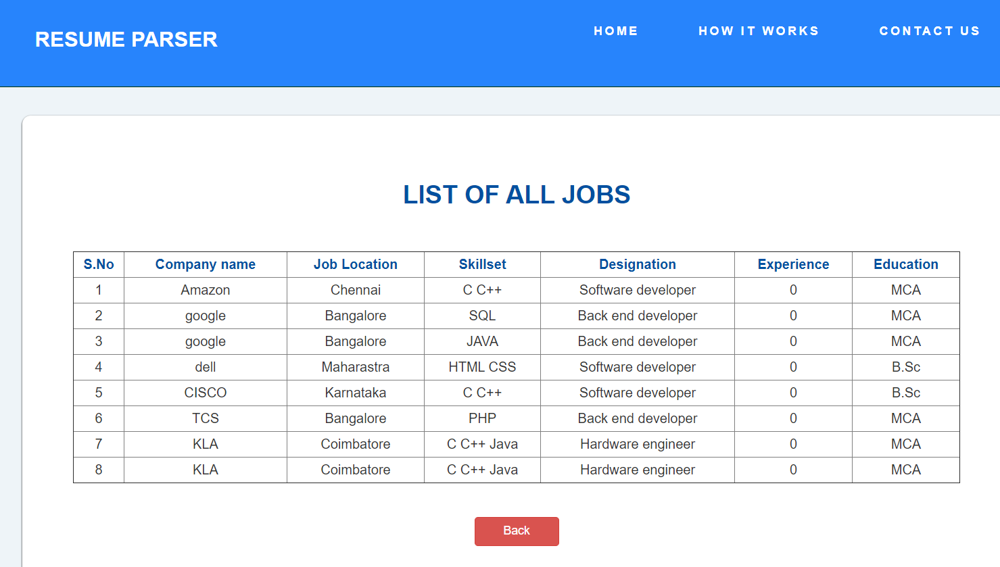 RESUME PARSER
HOME HOW IT WORKS CONTACT US
LIST OF ALL JOBS
S.No Company name Job Location Skillset Designation Experience Education
1 Amazon Chennai C C++ Software developer 0 MCA
2 google Bangalore SQL Back end developer 0 MCA
3 google Bangalore JAVA Back end developer 0 MCA
4 dell Maharastra HTML CSS Software developer 0 B.Sc
5 CISCO Karnataka C C++ Software developer 0 B.Sc
6 TCS Bangalore PHP Back end developer 0 MCA
7 KLA Coimbatore C C++ Java Hardware engineer 0 MCA
8 KLA Coimbatore C C++ Java Hardware engineer 0 MCA
Back